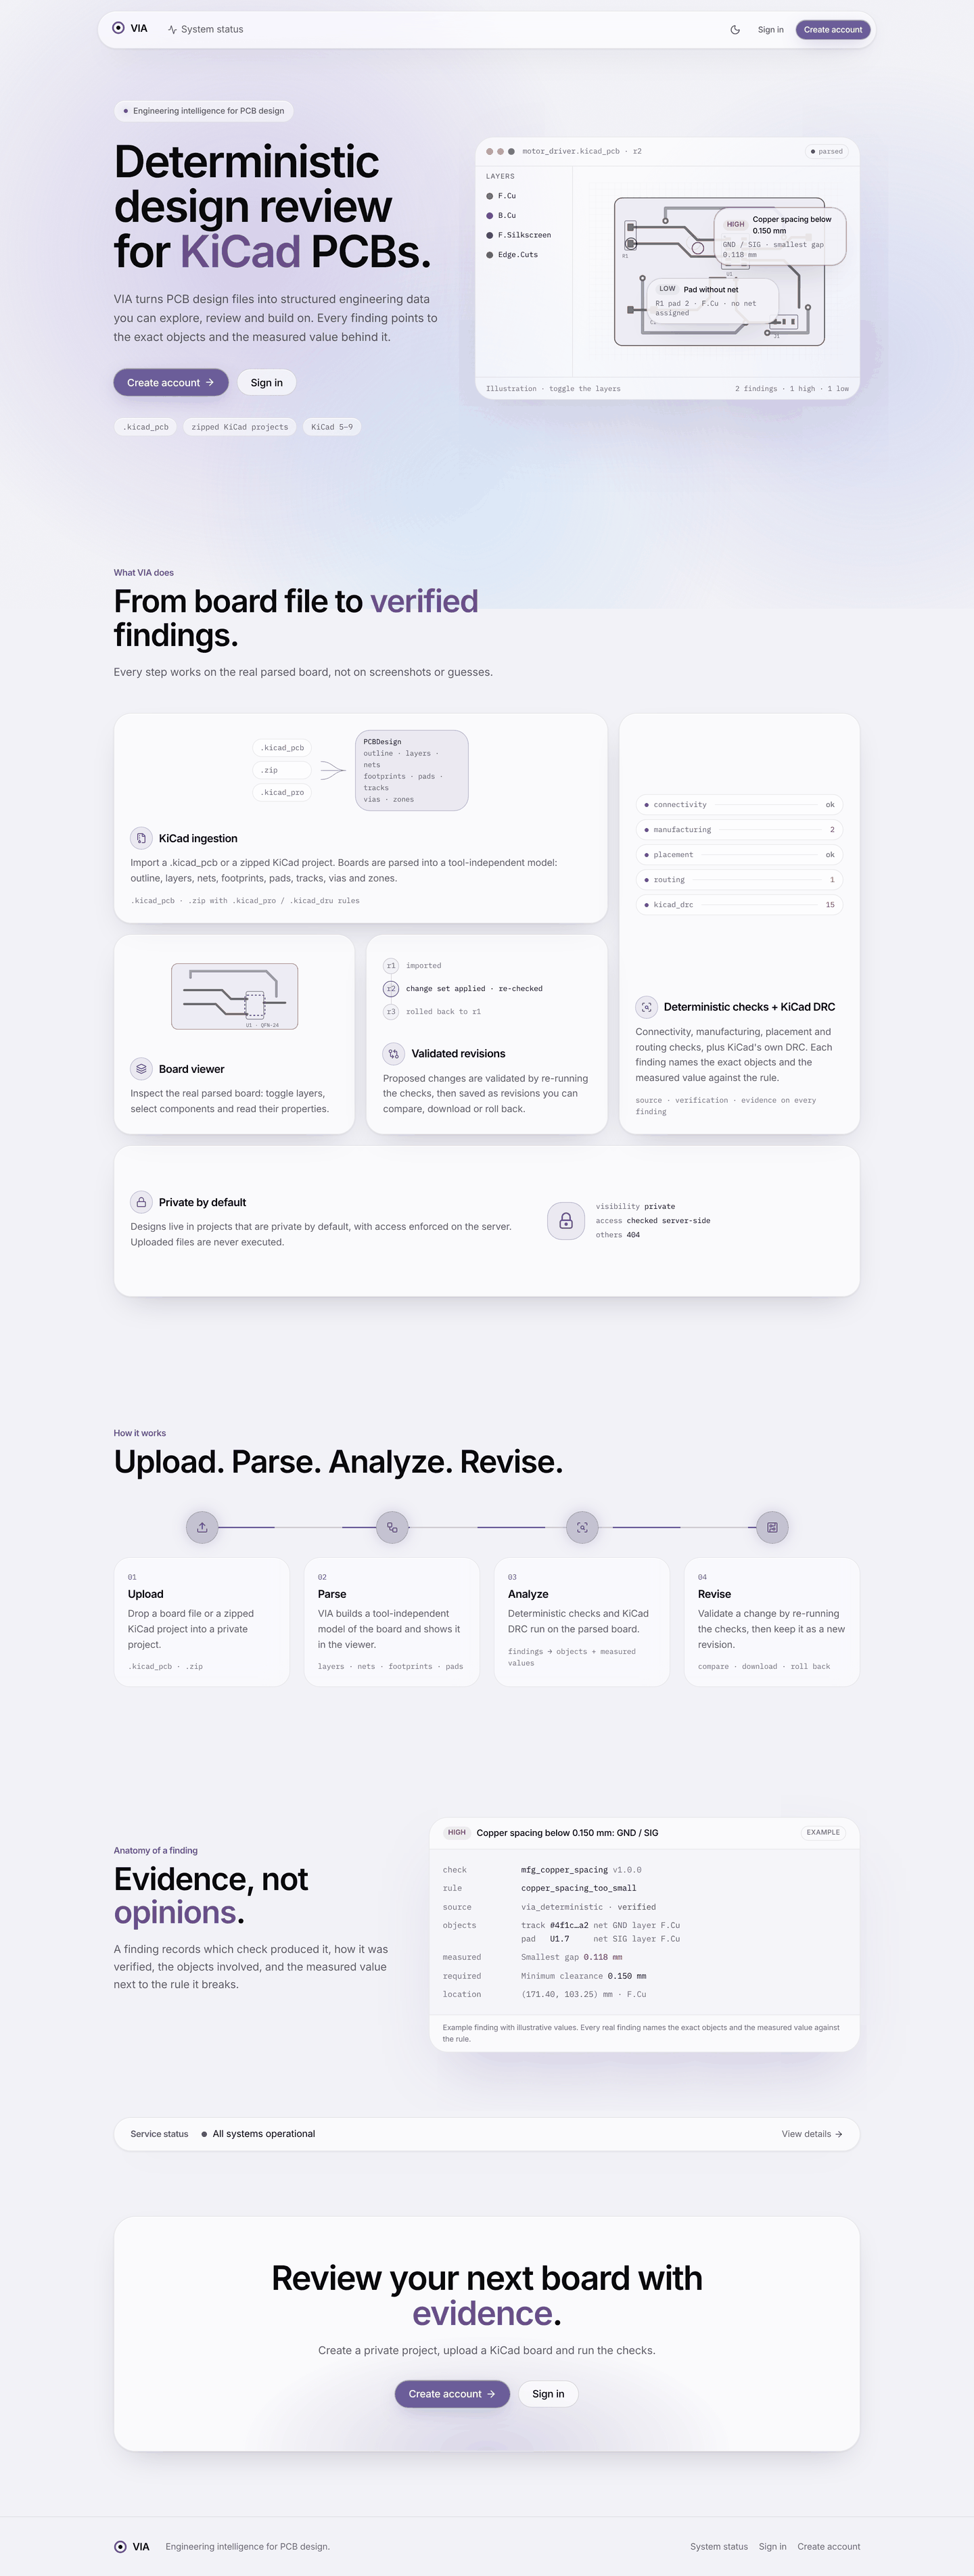 VIA
System status
Sign in
Create account
Engineering intelligence for PCB design
Deterministic
design review
for KiCad PCBs.
VIA turns PCB design files into structured engineering data
you can explore, review and build on. Every finding points to
the exact objects and the measured value behind it.
Create account →
Sign in
.kicad_pcb
zipped KiCad projects
KiCad 5–9
motor_driver.kicad_pcb · r2
parsed
LAYERS
F.Cu
B.Cu
F.Silkscreen
Edge.Cuts
HIGH Copper spacing below
0.150 mm
GND / SIG · smallest gap
0.118 mm
R1
U1
LOW Pad without net
R1 pad 2 · F.Cu · no net
assigned
J1
Illustration · toggle the layers
2 findings · 1 high · 1 low
What VIA does
From board file to verified
findings.
Every step works on the real parsed board, not on screenshots or guesses.
.kicad_pcb
.zip
.kicad_pro
PCBDesign
outline · layers ·
nets
footprints · pads ·
tracks
vias · zones
KiCad ingestion
Import a .kicad_pcb or a zipped KiCad project. Boards are parsed into a tool-independent model:
outline, layers, nets, footprints, pads, tracks, vias and zones.
.kicad_pcb · .zip with .kicad_pro / .kicad_dru rules
connectivity ok
manufacturing 2
placement ok
routing 1
kicad_drc 15
Deterministic checks + KiCad DRC
Connectivity, manufacturing, placement and
routing checks, plus KiCad's own DRC. Each
finding names the exact objects and the
measured value against the rule.
source · verification · evidence on every
finding
U1 · QFN-24
Board viewer
Inspect the real parsed board: toggle layers,
select components and read their properties.
r1 imported
r2 change set applied · re-checked
r3 rolled back to r1
Validated revisions
Proposed changes are validated by re-running
the checks, then saved as revisions you can
compare, download or roll back.
Private by default
Designs live in projects that are private by default, with access enforced on the server.
Uploaded files are never executed.
visibility private
access checked server-side
others 404
How it works
Upload. Parse. Analyze. Revise.
01
Upload
Drop a board file or a zipped
KiCad project into a private
project.
.kicad_pcb · .zip
02
Parse
VIA builds a tool-independent
model of the board and shows it
in the viewer.
layers · nets · footprints · pads
03
Analyze
Deterministic checks and KiCad
DRC run on the parsed board.
findings → objects + measured
values
04
Revise
Validate a change by re-running
the checks, then keep it as a new
revision.
compare · download · roll back
Anatomy of a finding
Evidence, not
opinions.
A finding records which check produced it, how it was
verified, the objects involved, and the measured value
next to the rule it breaks.
HIGH Copper spacing below 0.150 mm: GND / SIG
EXAMPLE
check mfg_copper_spacing v1.0.0
rule copper_spacing_too_small
source via_deterministic · verified
objects track #4f1c…a2 net GND layer F.Cu
pad U1.7 net SIG layer F.Cu
measured Smallest gap 0.118 mm
required Minimum clearance 0.150 mm
location (171.40, 103.25) mm · F.Cu
Example finding with illustrative values. Every real finding names the exact objects and the measured value against
the rule.
Service status
All systems operational
View details →
Review your next board with
evidence.
Create a private project, upload a KiCad board and run the checks.
Create account →
Sign in
VIA
Engineering intelligence for PCB design.
System status
Sign in
Create account